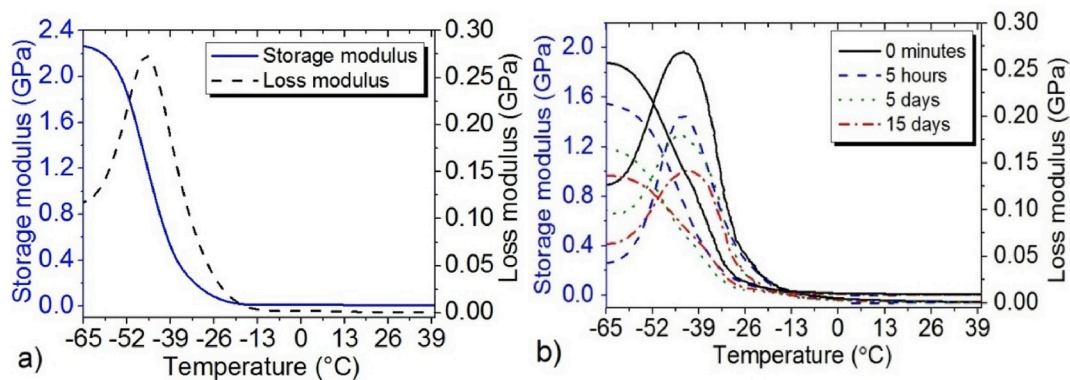 2.4
2.0
1.6
1.2
0.8
0.4
0.0
Storage modulus (GPa)
Storage modulus
Loss modulus
0.30
0.25
0.20
0.15
0.10
0.05
0.00
Loss modulus (GPa)
-65 -52 -39 -26 -13 0 13 26 39
Temperature (°C)
a)
2.0
1.6
1.2
0.8
0.4
0.0
Storage modulus (GPa)
0 minutes
5 hours
5 days
15 days
0.30
0.25
0.20
0.15
0.10
0.05
0.00
Loss modulus (GPa)
-65 -52 -39 -26 -13 0 13 26 39
Temperature (°C)
b)